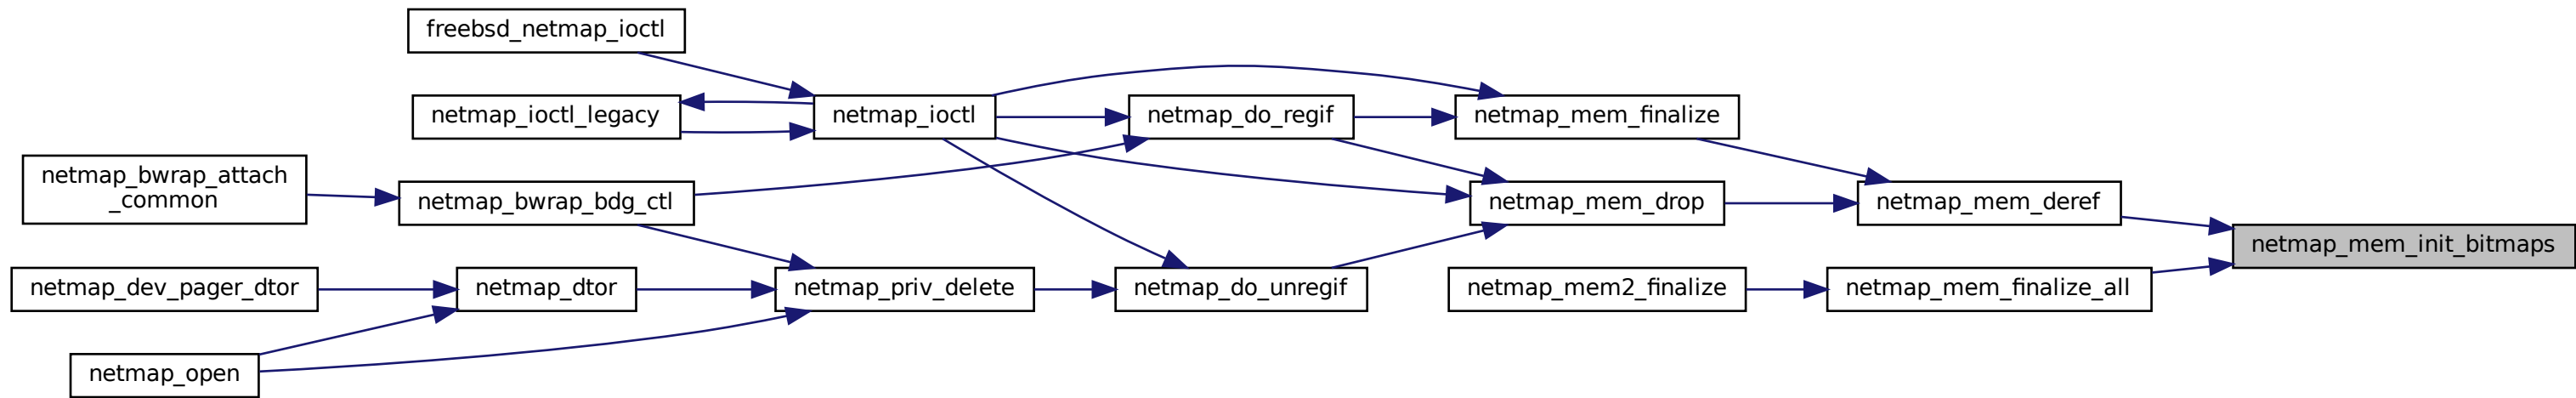 freebsd_netmap_ioctl
netmap_ioctl_legacy
netmap_ioctl
netmap_do_regif
netmap_mem_finalize
netmap_bwrap_attach
_common
netmap_bwrap_bdg_ctl
netmap_mem_drop
netmap_mem_deref
netmap_mem_init_bitmaps
netmap_dev_pager_dtor
netmap_dtor
netmap_priv_delete
netmap_do_unregif
netmap_mem2_finalize
netmap_mem_finalize_all
netmap_open